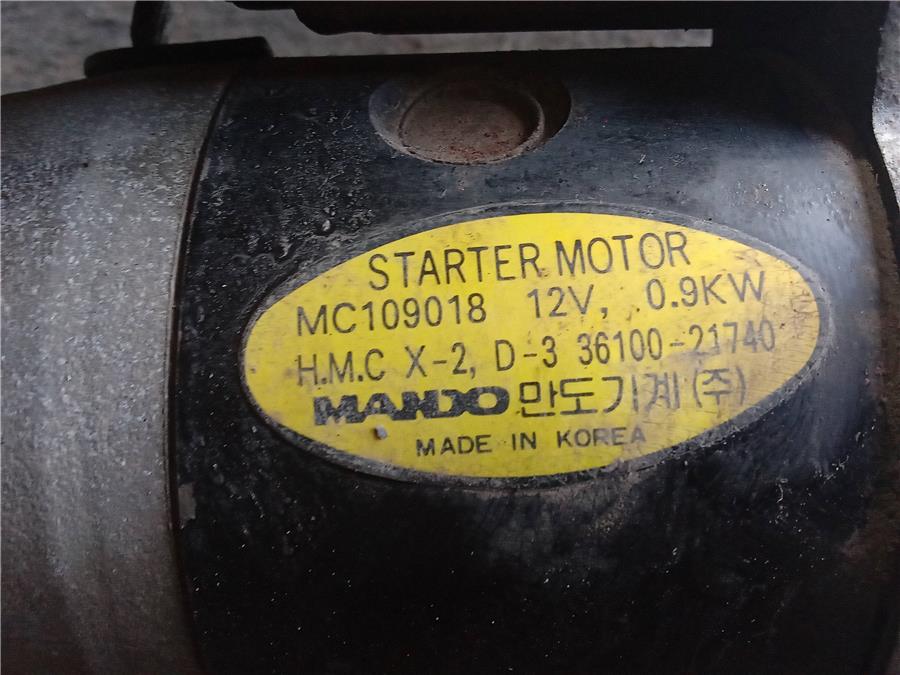 STARTER MOTOR
MC109018 12V, 0.9KW
H.M.C X-2, D-3 36100-21740
MANDO 만도기계(주)
MADE IN KOREA